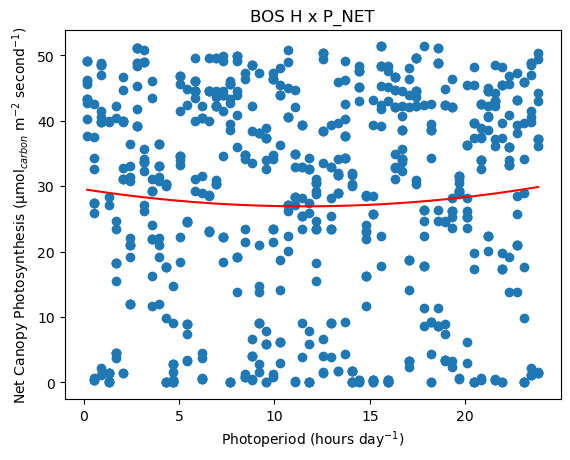 BOS H x P_NET
Net Canopy Photosynthesis (μmol_carbon m⁻² second⁻¹)
50
40
30
20
10
0
0 5 10 15 20
Photoperiod (hours day⁻¹)